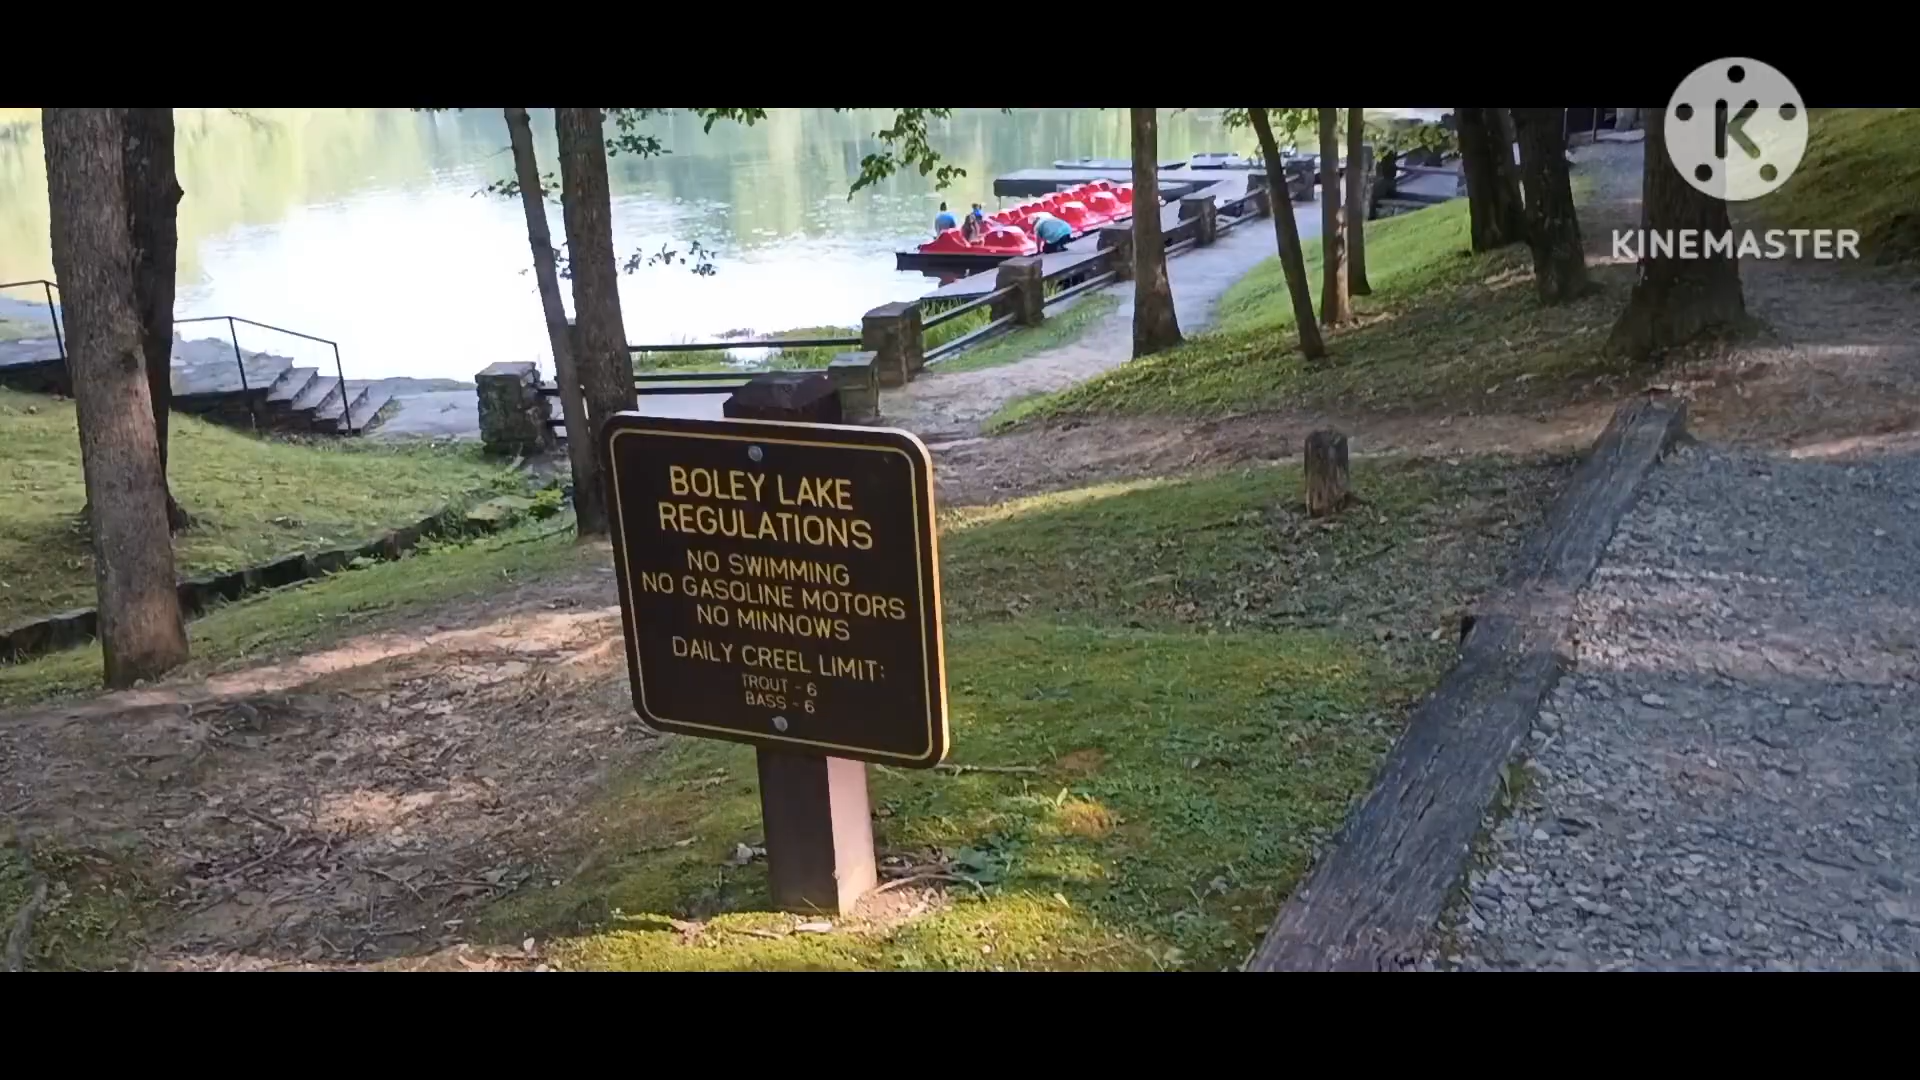 K
KINEMASTER
BOLEY LAKE
REGULATIONS
NO SWIMMING
NO GASOLINE MOTORS
NO MINNOWS
DAILY CREEL LIMIT:
TROUT - 6
BASS - 6